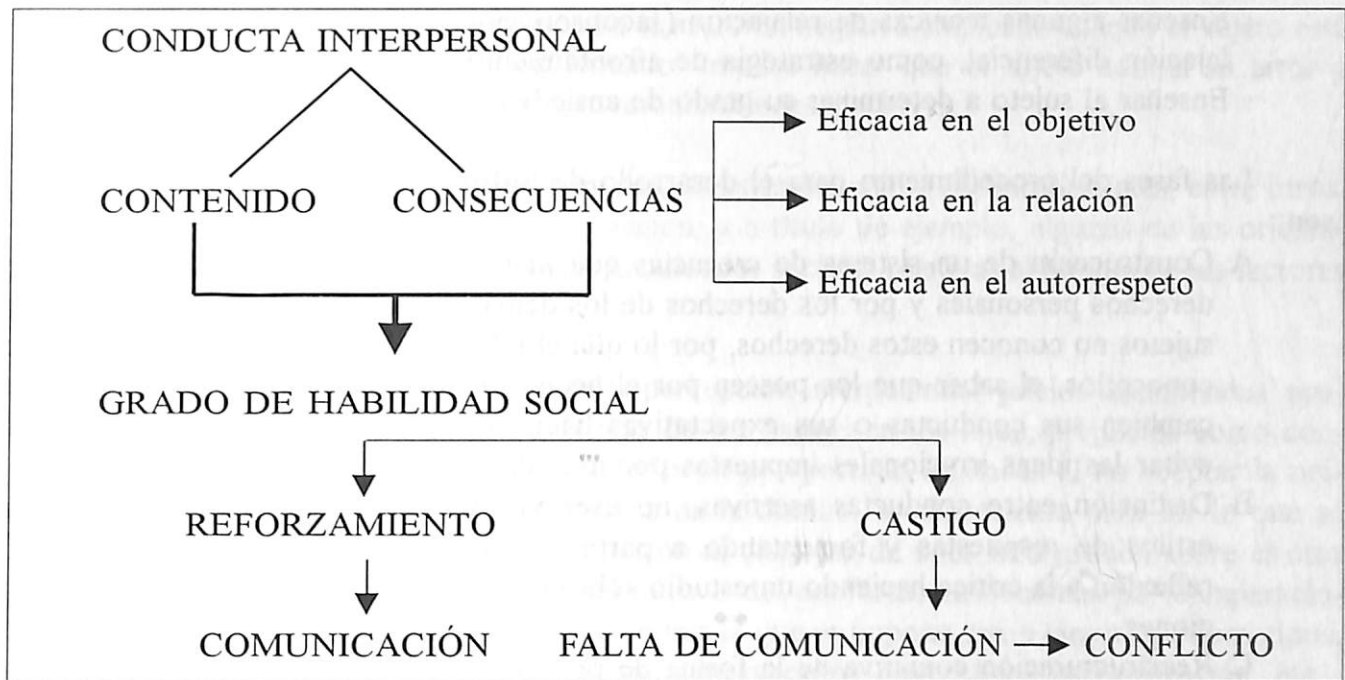 CONDUCTA INTERPERSONAL
Eficacia en el objetivo
CONTENIDO CONSECUENCIAS Eficacia en la relación
Eficacia en el autorrespeto
GRADO DE HABILIDAD SOCIAL
REFORZAMIENTO CASTIGO
COMUNICACIÓN FALTA DE COMUNICACIÓN CONFLICTO